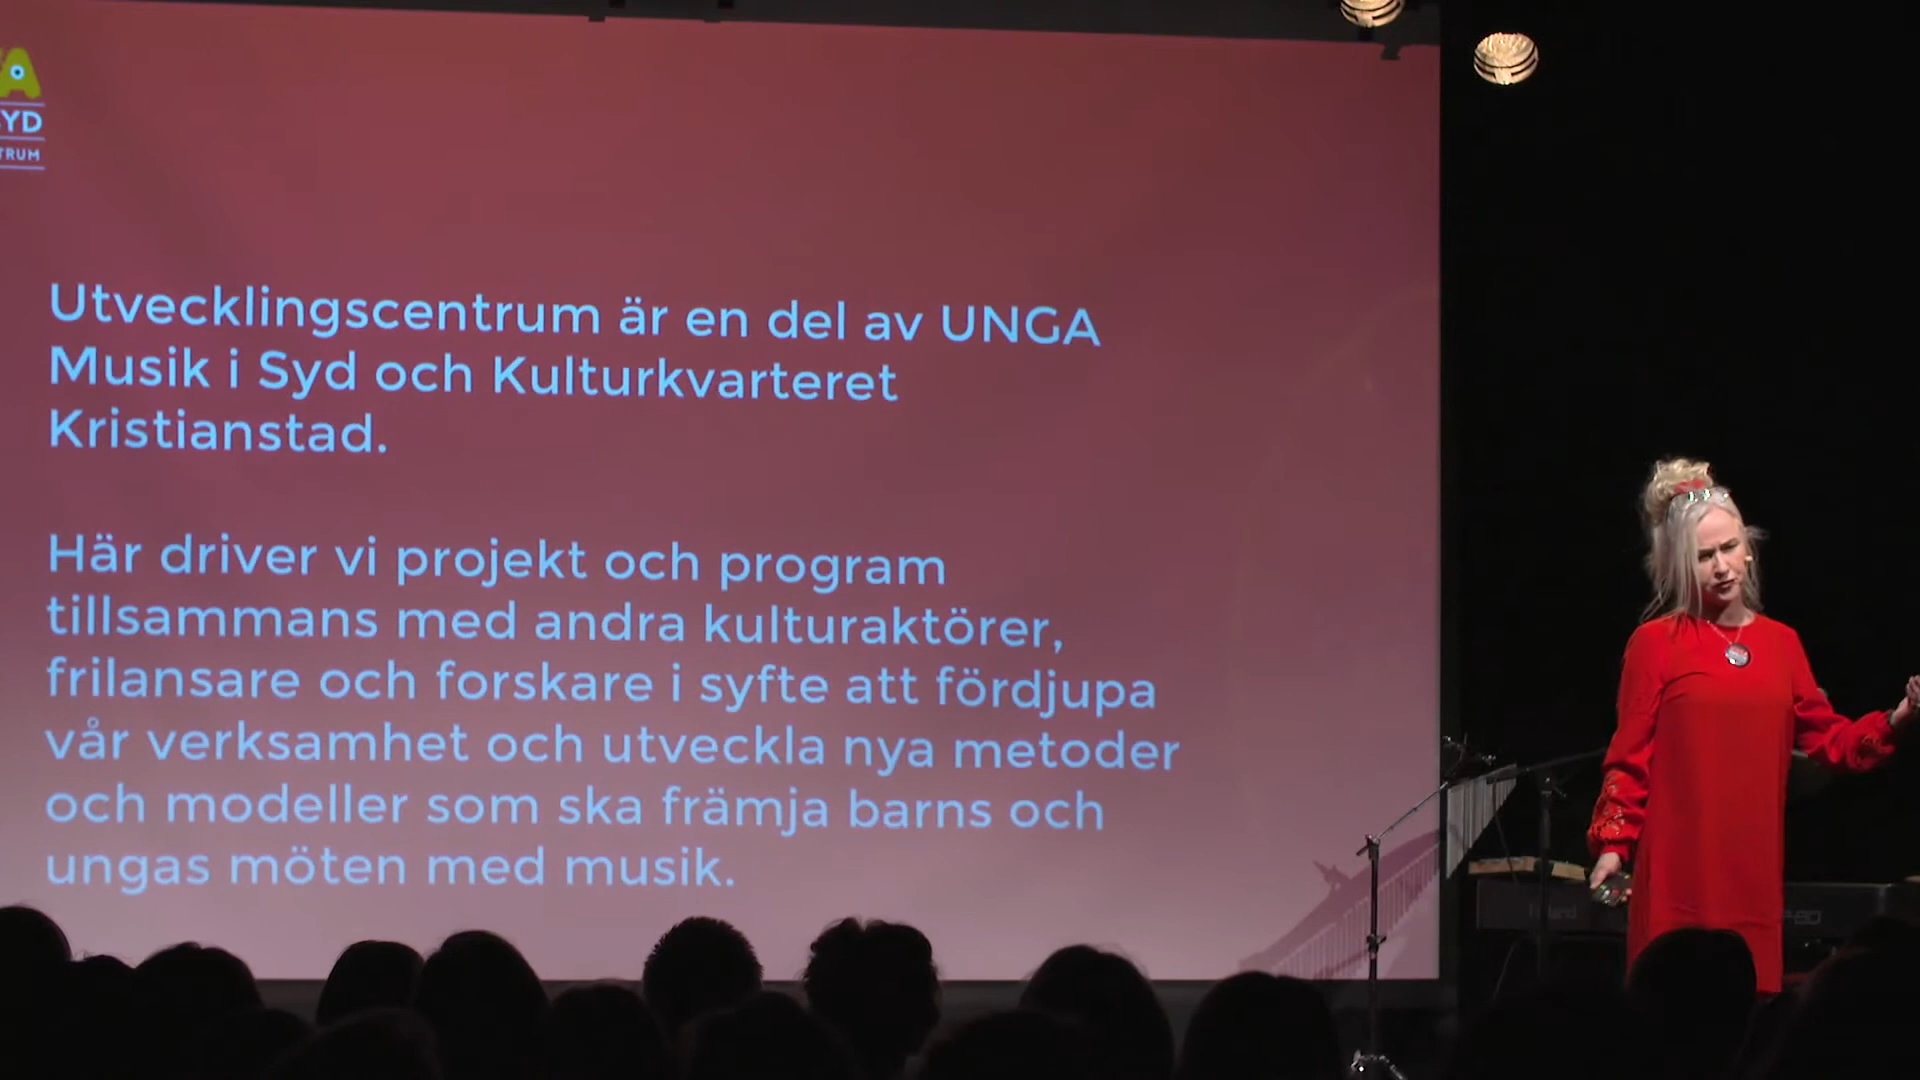 A
SYD
TRUM
Utvecklingscentrum är en del av UNGA
Musik i Syd och Kulturkvarteret
Kristianstad.
Här driver vi projekt och program
tillsammans med andra kulturaktörer,
frilansare och forskare i syfte att fördjupa
vår verksamhet och utveckla nya metoder
och modeller som ska främja barns och
ungas möten med musik.